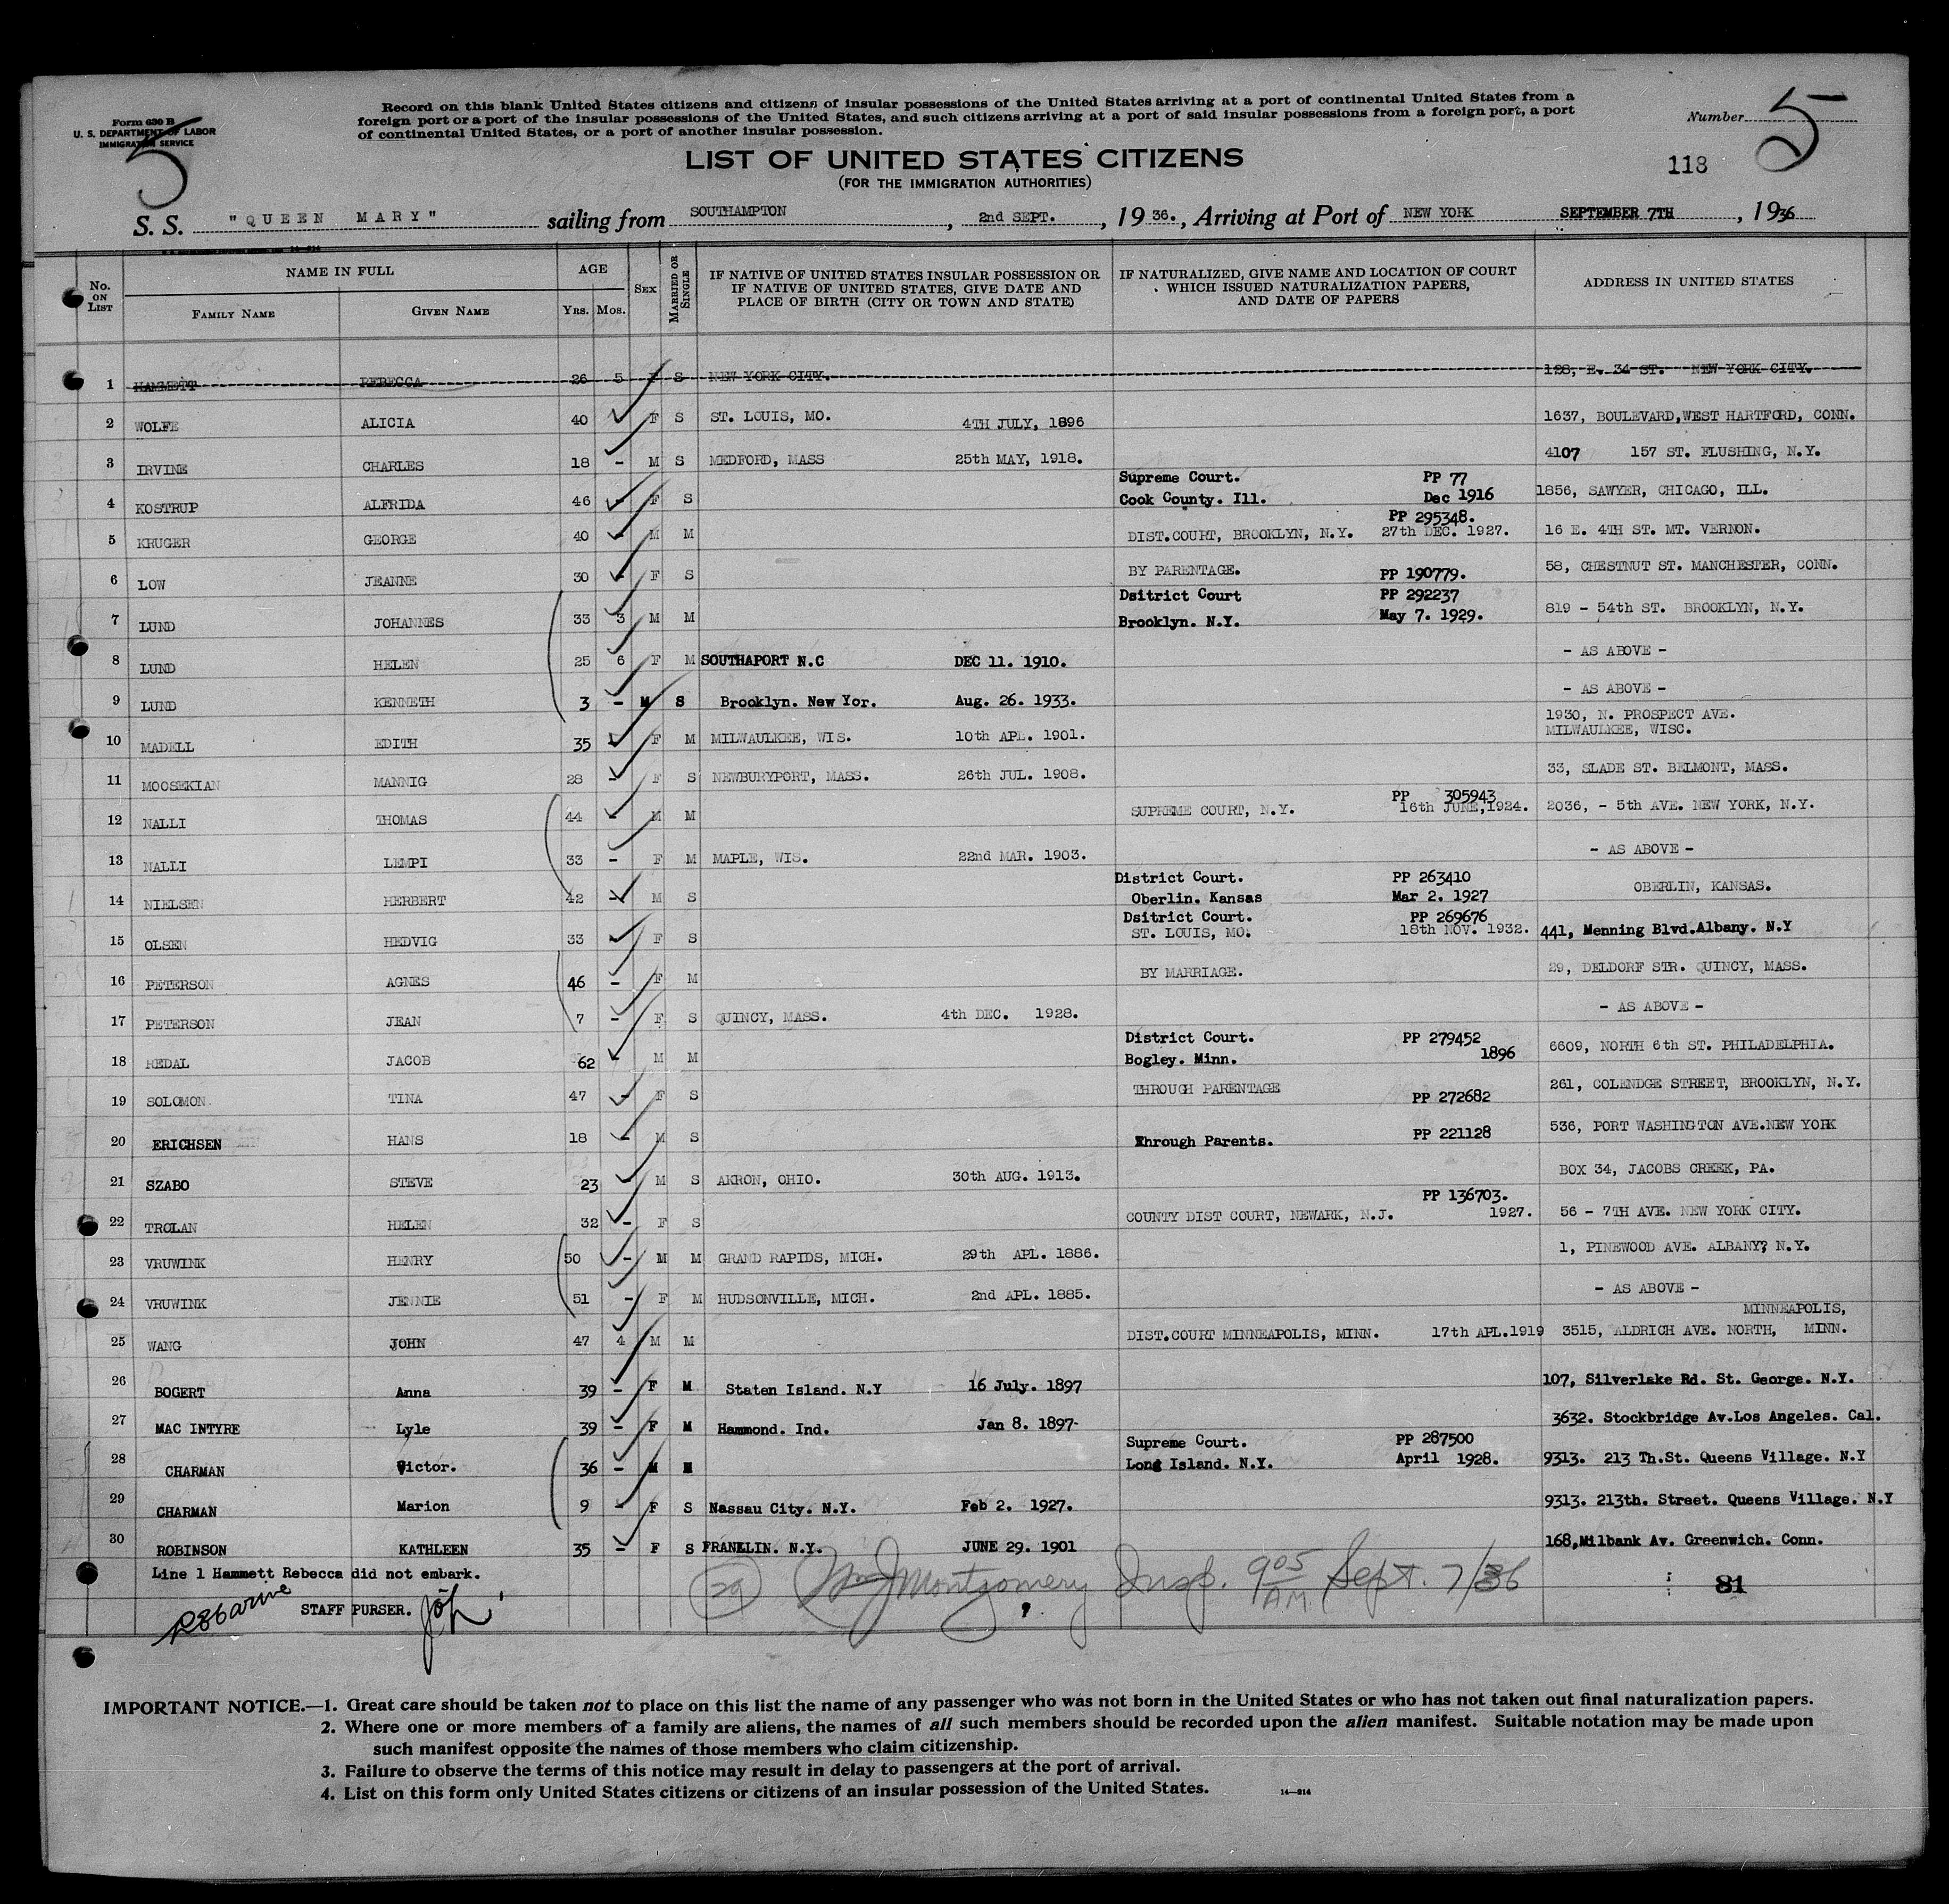 Form 630 B
U. S. DEPARTMENT OF LABOR
IMMIGRATION SERVICE
5
Record on this blank United States citizens and citizens of insular possessions of the United States arriving at a port of continental United States from a
foreign port or a port of the insular possessions of the United States, and such citizens arriving at a port of said insular possessions from a foreign port, a port
of continental United States, or a port of another insular possession.
Number 5
LIST OF UNITED STATES CITIZENS
118
(FOR THE IMMIGRATION AUTHORITIES)
S. S. "QUEEN MARY" sailing from SOUTHAMPTON, 2nd SEPT., 1936., Arriving at Port of NEW YORK SEPTEMBER 7TH, 1936
No. ON LIST NAME IN FULL FAMILY NAME GIVEN NAME AGE YRS. MOS. SEX MARRIED OR SINGLE IF NATIVE OF UNITED STATES INSULAR POSSESSION OR IF NATIVE OF UNITED STATES, GIVE DATE AND PLACE OF BIRTH (CITY OR TOWN AND STATE) IF NATURALIZED, GIVE NAME AND LOCATION OF COURT WHICH ISSUED NATURALIZATION PAPERS, AND DATE OF PAPERS ADDRESS IN UNITED STATES
1 HAMMETT REBECCA 26 5 F S NEW YORK CITY. 128, E. 34 ST. NEW YORK CITY.
2 WOLFE ALICIA 40 F S ST. LOUIS, MO. 4TH JULY, 1896 1637, BOULEVARD, WEST HARTFORD, CONN.
3 IRVINE CHARLES 18 - M S MEDFORD, MASS 25th MAY, 1918. 4107 157 ST. FLUSHING, N.Y.
Supreme Court. PP 77
4 KOSTRUP ALFRIDA 46 - F S Cook County. Ill. Dec 1916 1856, SAWYER, CHICAGO, ILL.
PP 295348.
5 KRUGER GEORGE 40 - M M DIST.COURT, BROOKLYN, N.Y. 27th DEC. 1927. 16 E. 4TH ST. MT. VERNON.
6 LOW JEANNE 30 - F S BY PARENTAGE. PP 190779. 58, CHESTNUT ST. MANCHESTER, CONN.
Dsitrict Court PP 292237
7 LUND JOHANNES 33 3 M M Brooklyn. N.Y. May 7. 1929. 819 - 54th ST. BROOKLYN, N.Y.
8 LUND HELEN 25 6 F M SOUTHAPORT N.C DEC 11. 1910. - AS ABOVE -
9 LUND KENNETH 3 - M S Brooklyn. New Yor. Aug. 26. 1933. - AS ABOVE -
1930, N. PROSPECT AVE.
10 MADELL EDITH 35 - F M MILWAULKEE, WIS. 10th APL. 1901. MILWAULKEE, WISC.
11 MOOSEKIAN MANNIG 28 - F S NEWBURYPORT, MASS. 26th JUL. 1908. 33, SLADE ST. BELMONT, MASS.
PP 305943
12 NALLI THOMAS 44 - M M SUPREME COURT, N.Y. 16th JUNE, 1924. 2036, - 5th AVE. NEW YORK, N.Y.
13 NALLI LEMPI 33 - F M MAPLE, WIS. 22nd MAR. 1903. - AS ABOVE -
District Court. PP 263410
14 NIELSEN HERBERT 42 - M S Oberlin. Kansas Mar 2. 1927 OBERLIN, KANSAS.
Dsitrict Court. PP 269676
15 OLSEN HEDVIG 33 - F S ST. LOUIS, MO. 18th NOV. 1932. 441, Menning Blvd.Albany. N.Y
16 PETERSON AGNES 46 - F M BY MARRIAGE. 29, DELDORF STR. QUINCY, MASS.
17 PETERSON JEAN 7 - F S QUINCY, MASS. 4th DEC. 1928. - AS ABOVE -
District Court. PP 279452
18 REDAL JACOB 62 - M M Bogley. Minn. 1896 6609, NORTH 6th ST. PHILADELPHIA.
19 SOLOMON. TINA 47 - F S THROUGH PARENTAGE PP 272682 261, COLENDGE STREET, BROOKLYN, N.Y.
20 ERICHSEN HANS 18 - M S Through Parents. PP 221128 536, PORT WASHINGTON AVE.NEW YORK
21 SZABO STEVE 23 M S AKRON, OHIO. 30th AUG. 1913. BOX 34, JACOBS CREEK, PA.
PP 136703.
22 TROLAN HELEN 32 - F S COUNTY DIST COURT, NEWARK, N.J. 1927. 56 - 7TH AVE. NEW YORK CITY.
23 VRUWINK HENRY 50 - M M GRAND RAPIDS, MICH. 29th APL. 1886. 1, PINEWOOD AVE. ALBANY? N.Y.
24 VRUWINK JENNIE 51 - F M HUDSONVILLE, MICH. 2nd APL. 1885. - AS ABOVE -
MINNEAPOLIS,
25 WANG JOHN 47 4 M M DIST.COURT MINNEAPOLIS, MINN. 17th APL.1919 3515, ALDRICH AVE. NORTH, MINN.
26 BOGERT Anna 39 - F M Staten Island. N.Y 16 July. 1897 107, Silverlake Rd. St. George. N.Y.
27 MAC INTYRE Lyle 39 - F M Hammond. Ind. Jan 8. 1897 3632. Stockbridge Av.Los Angeles. Cal.
Supreme Court. PP 287500
28 CHARMAN Victor. 36 - M M Long Island. N.Y. April 1928. 9313. 213 Th.St. Queens Village. N.Y
29 CHARMAN Marion 9 - F S Nassau City. N.Y. Feb 2. 1927. 9313. 213th. Street. Queens Village. N.Y
30 ROBINSON KATHLEEN 35 - F S FRANKLIN. N.Y. JUNE 29. 1901 168,Milbank Av. Greenwich. Conn.
Line 1 Hammett Rebecca did not embark.
29 Wm J Montgomery Insp. 9 05 A.M. Sept. 7/36
81
STAFF PURSER.
IMPORTANT NOTICE.—1. Great care should be taken not to place on this list the name of any passenger who was not born in the United States or who has not taken out final naturalization papers.
2. Where one or more members of a family are aliens, the names of all such members should be recorded upon the alien manifest. Suitable notation may be made upon
such manifest opposite the names of those members who claim citizenship.
3. Failure to observe the terms of this notice may result in delay to passengers at the port of arrival.
4. List on this form only United States citizens or citizens of an insular possession of the United States.
14—214